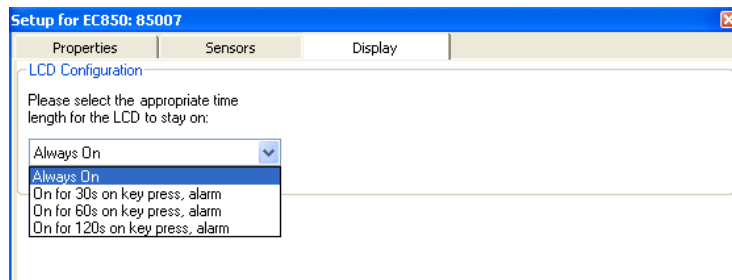 Setup for EC850: 85007
Properties Sensors Display
LCD Configuration
Please select the appropriate time
length for the LCD to stay on:
Always On
Always On
On for 30s on key press, alarm
On for 60s on key press, alarm
On for 120s on key press, alarm